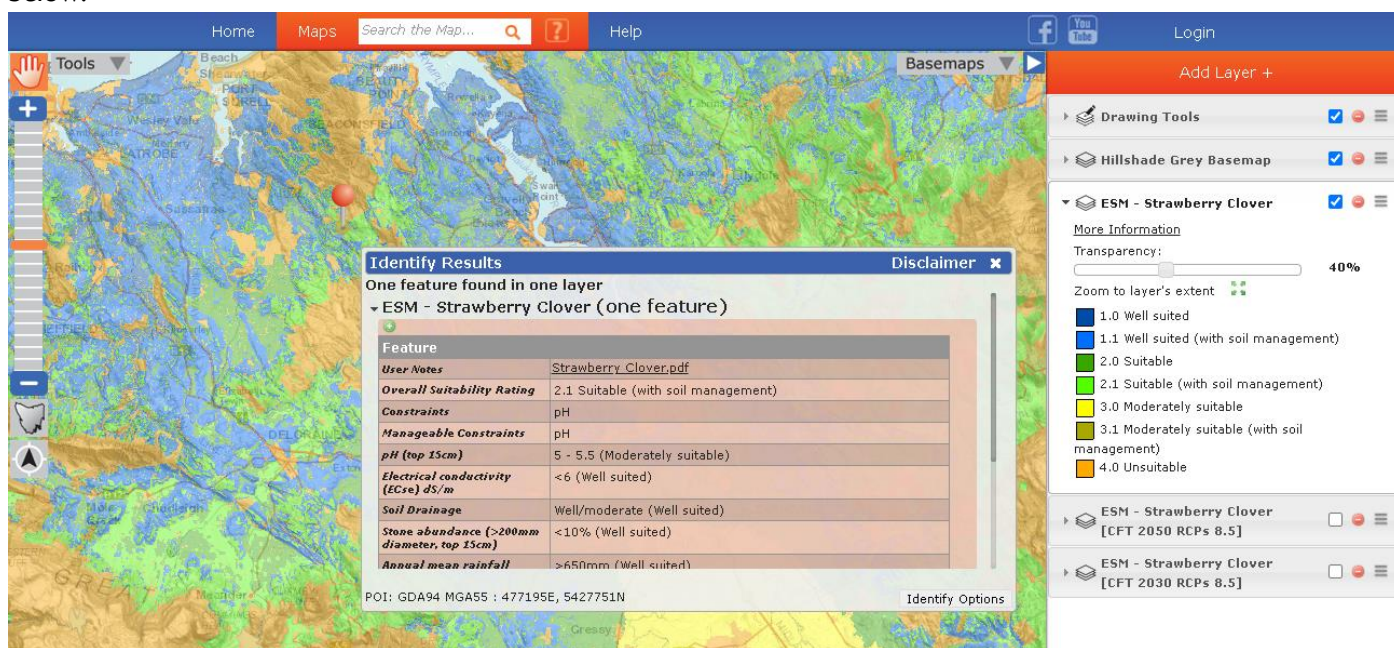 Home Maps Search the Map... ? Help f You Tube Login
Tools
Basemaps
Add Layer +
Drawing Tools
Hillshade Grey Basemap
ESM - Strawberry Clover
More Information
Transparency:
40%
Zoom to layer's extent
1.0 Well suited
1.1 Well suited (with soil management)
2.0 Suitable
2.1 Suitable (with soil management)
3.0 Moderately suitable
3.1 Moderately suitable (with soil
management)
4.0 Unsuitable
ESM - Strawberry Clover
[CFT 2050 RCPs 8.5]
ESM - Strawberry Clover
[CFT 2030 RCPs 8.5]
Identify Results Disclaimer
One feature found in one layer
ESM - Strawberry Clover (one feature)
Feature
User Notes Strawberry Clover.pdf
Overall Suitability Rating 2.1 Suitable (with soil management)
Constraints pH
Manageable Constraints pH
pH (top 15cm) 5 - 5.5 (Moderately suitable)
Electrical conductivity
(ECse) dS/m <6 (Well suited)
Soil Drainage Well/moderate (Well suited)
Stone abundance (>200mm
diameter, top 15cm) <10% (Well suited)
Annual mean rainfall >650mm (Well suited)
POI: GDA94 MGA55 : 477195E, 5427751N Identify Options
Beach
PORT
Wesley Vale
Meander